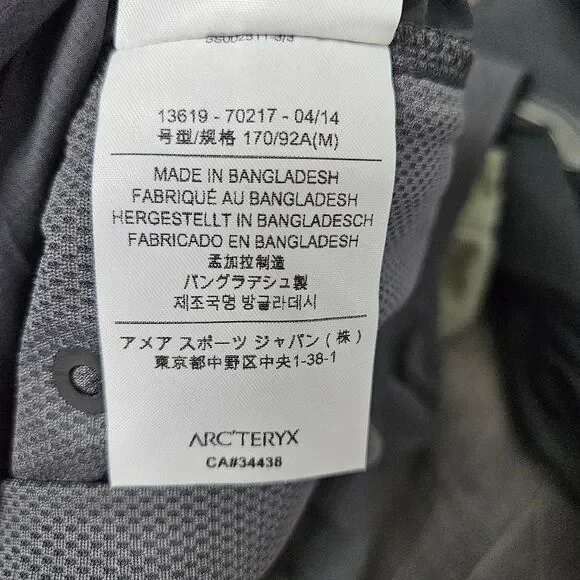 13619 - 70217 - 04/14
号型/规格 170/92A(M)
MADE IN BANGLADESH
FABRIQUÉ AU BANGLADESH
HERGESTELLT IN BANGLADESCH
FABRICADO EN BANGLADESH
孟加拉制造
バングラデシュ製
제조국명 방글라데시
アメア スポーツ ジャパン ( 株 )
東京都中野区中央1-38-1
ARC'TERYX
CA#34438